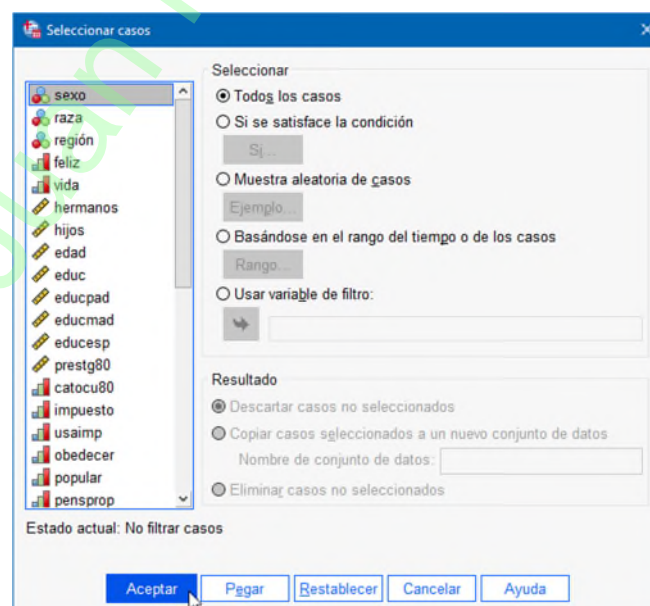 Seleccionar casos
sexo
raza
región
feliz
vida
hermanos
hijos
edad
educ
educpad
educmad
educesp
prestg80
catocu80
impuesto
usaimp
obedecer
popular
pensprop
Seleccionar
Todos los casos
Si se satisface la condición
Si...
Muestra aleatoria de casos
Ejemplo...
Basándose en el rango del tiempo o de los casos
Rango...
Usar variable de filtro:
Resultado
Descartar casos no seleccionados
Copiar casos seleccionados a un nuevo conjunto de datos
Nombre de conjunto de datos:
Eliminar casos no seleccionados
Estado actual: No filtrar casos
Aceptar
Pegar
Restablecer
Cancelar
Ayuda